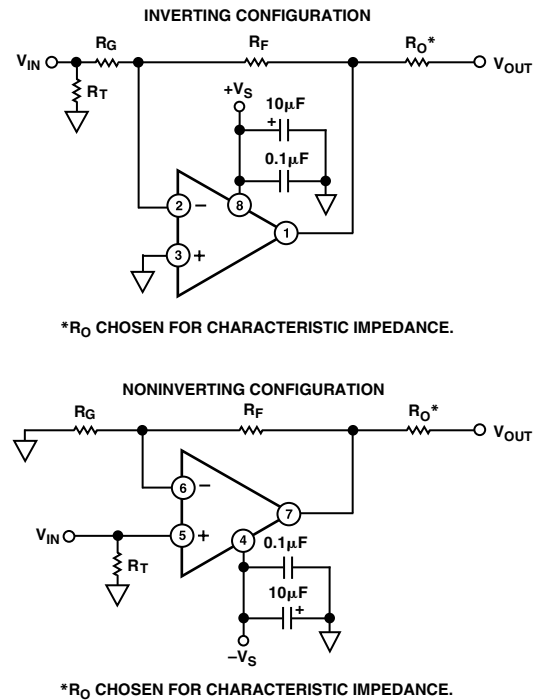 INVERTING CONFIGURATION
VIN
RG
RF
RO*
VOUT
RT
+VS
10µF
+
0.1µF
2
–
8
1
3
+
*RO CHOSEN FOR CHARACTERISTIC IMPEDANCE.
NONINVERTING CONFIGURATION
RG
RF
RO*
VOUT
6
–
7
VIN
5
+
4
0.1µF
RT
10µF
+
–VS
*RO CHOSEN FOR CHARACTERISTIC IMPEDANCE.